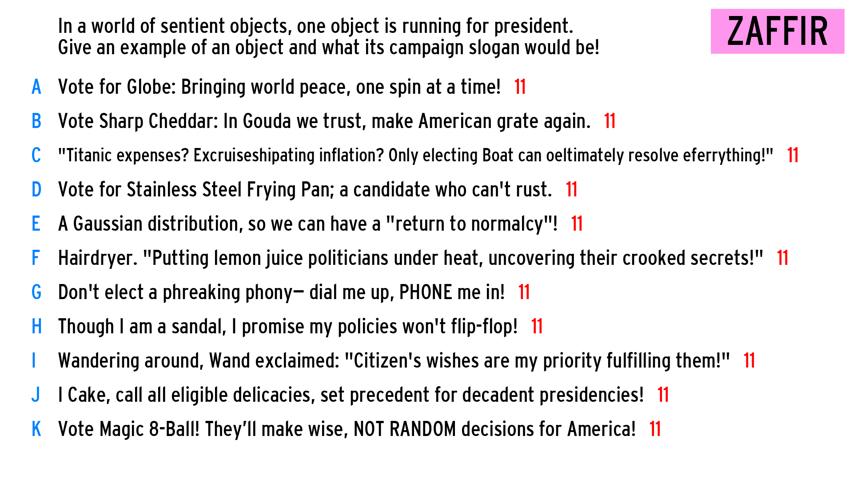 In a world of sentient objects, one object is running for president.
Give an example of an object and what its campaign slogan would be!
ZAFFIR
A Vote for Globe: Bringing world peace, one spin at a time! 11
B Vote Sharp Cheddar: In Gouda we trust, make American grate again. 11
C "Titanic expenses? Excruiseshipating inflation? Only electing Boat can oeltimately resolve eferrything!" 11
D Vote for Stainless Steel Frying Pan; a candidate who can't rust. 11
E A Gaussian distribution, so we can have a "return to normalcy"! 11
F Hairdryer. "Putting lemon juice politicians under heat, uncovering their crooked secrets!" 11
G Don't elect a phreaking phony– dial me up, PHONE me in! 11
H Though I am a sandal, I promise my policies won't flip-flop! 11
I Wandering around, Wand exclaimed: "Citizen's wishes are my priority fulfilling them!" 11
J I Cake, call all eligible delicacies, set precedent for decadent presidencies! 11
K Vote Magic 8-Ball! They’ll make wise, NOT RANDOM decisions for America! 11